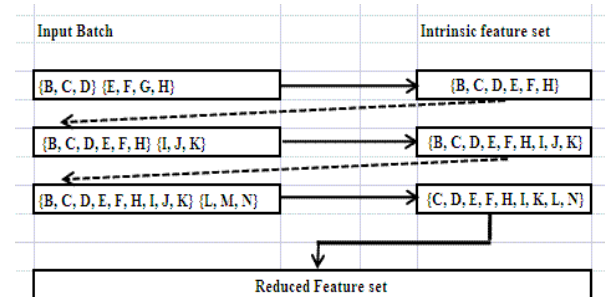 Input Batch Intrinsic feature set
{B, C, D} {E, F, G, H} {B, C, D, E, F, H}
{B, C, D, E, F, H} {I, J, K} {B, C, D, E, F, H, I, J, K}
{B, C, D, E, F, H, I, J, K} {L, M, N} {C, D, E, F, H, I, K, L, N}
Reduced Feature set